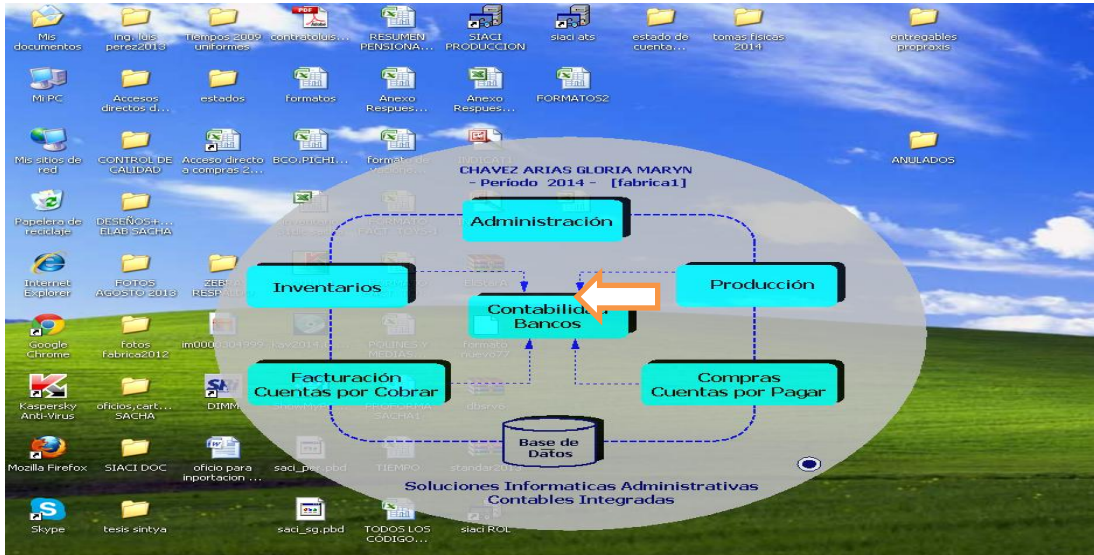 Mis
documentos
ing. luis
perez2013
Tiempos 2009
uniformes
contratoluis...
RESUMEN
PENSIONA...
SIACI
PRODUCCION
siaci ats
estado de
cuenta...
tomas fisicas
2014
entregables
propraxis
Mi PC
Accesos
directos d...
estados
formatos
Anexo
Respues...
Anexo
Respues...
FORMATOS2
Mis sitios de
red
CONTROL DE
CALIDAD
Acceso directo
a compras 2...
BCO.PICHI...
ANULADOS
CHAVEZ ARIAS GLORIA MARYN
- Período 2014 - [fabrica1]
Papelera de
reciclaje
DESEÑOS+...
ELAB SACHA
Administración
Internet
Explorer
FOTOS
AGOSTO 2013
Inventarios
Producción
Contabilidad
Bancos
Google
Chrome
fotos
fabrica2012
Facturación
Cuentas por Cobrar
Compras
Cuentas por Pagar
Kaspersky
Anti-Virus
oficios,cart...
SACHA
DIMM
Base de
Datos
Mozilla Firefox
SIACI DOC
oficio para
inportacion ...
saci_per.pbd
TIEMPO
Soluciones Informaticas Administrativas
Contables Integradas
Skype
tesis sintya
saci_sg.pbd
TODOS LOS
CÓDIGO...
siaci ROL